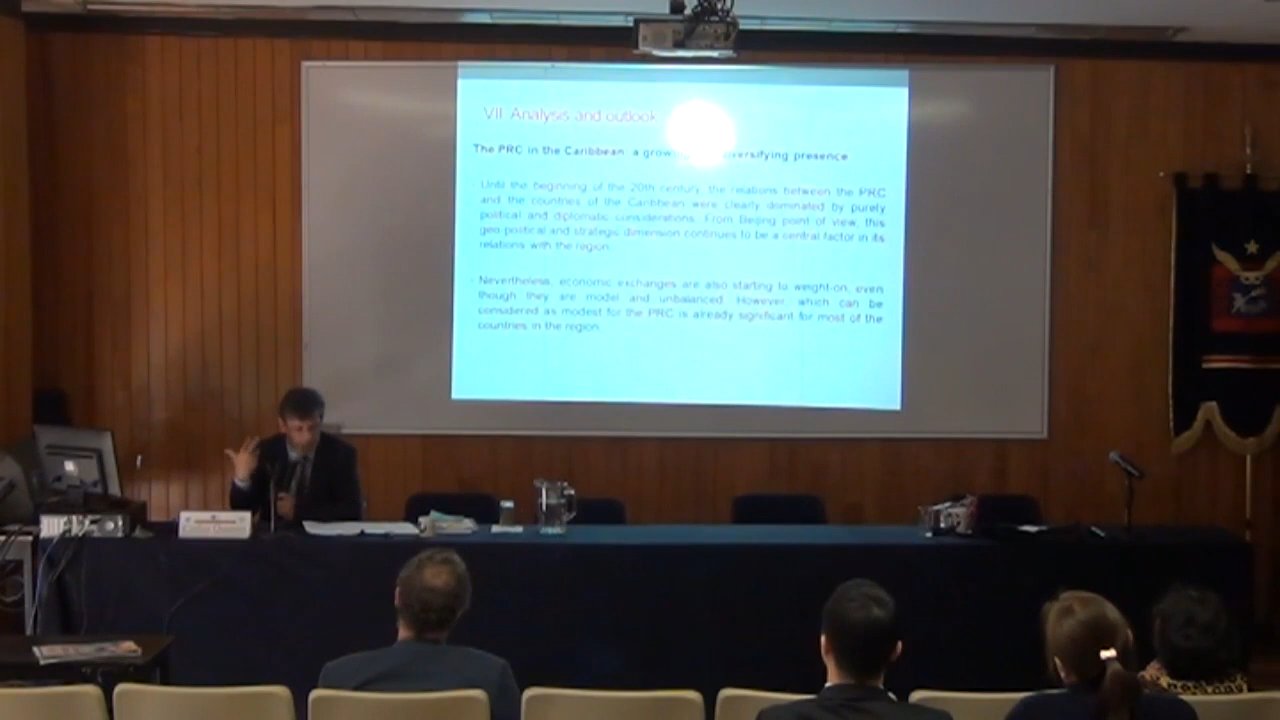 VII. Analysis and outlook
The PRC in the Caribbean: a grow versifying presence
- Until the beginning of the 20th century, the relations between the PRC
and the countries of the Caribbean were clearly dominated by purely
political and diplomatic considerations. From Beijing point of view, this
geo political and strategic dimension continues to be a central factor in its
relations with the region.
- Nevertheless, economic exchanges are also starting to weight-on, even
though they are model and unbalanced. However, which can be
considered as modest for the PRC is already significant for most of the
countries in the region.